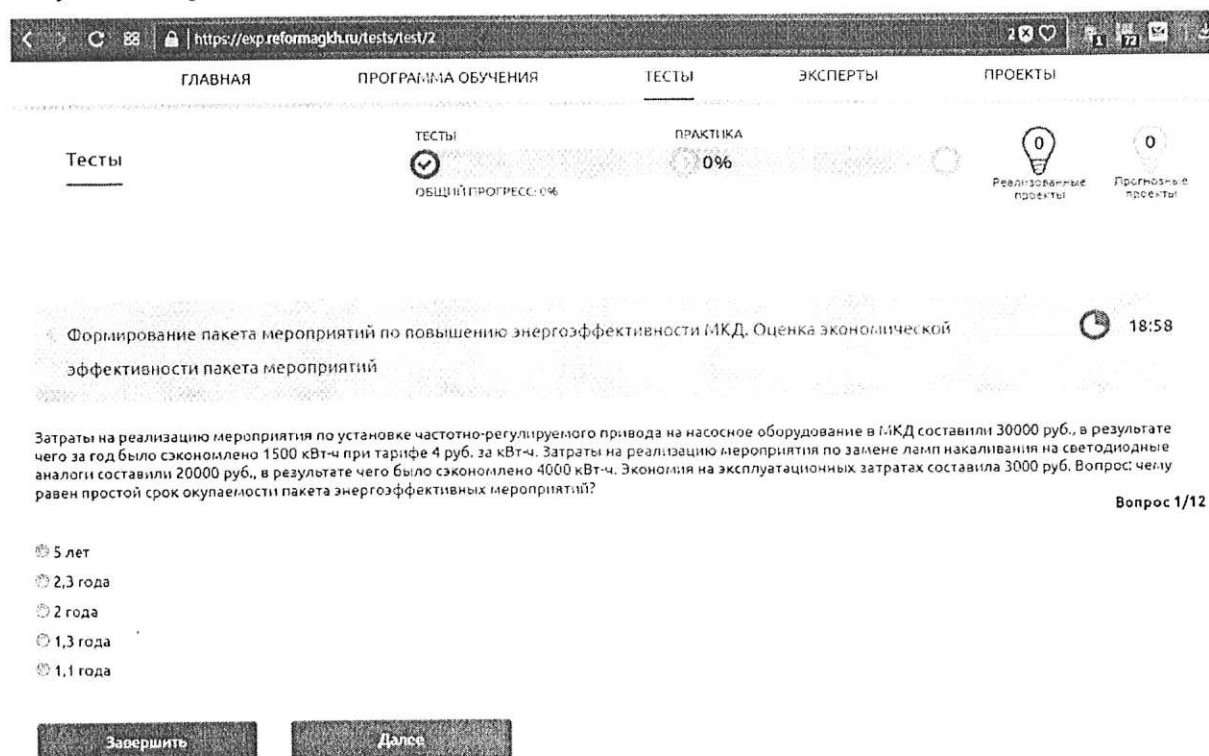 https://exp.reformagkh.ru/tests/test/2
2
1
72
ГЛАВНАЯ ПРОГРАММА ОБУЧЕНИЯ ТЕСТЫ ЭКСПЕРТЫ ПРОЕКТЫ
Тесты
ТЕСТЫ
ОБЩИЙ ПРОГРЕСС: 0%
ПРАКТИКА
0%
0
Реализованные
проекты
0
Прогнозные
проекты
Формирование пакета мероприятий по повышению энергоэффективности МКД. Оценка экономической
эффективности пакета мероприятий
18:58
Затраты на реализацию мероприятия по установке частотно-регулируемого привода на насосное оборудование в МКД составили 30000 руб., в результате
чего за год было сэкономлено 1500 кВт-ч при тарифе 4 руб. за кВт-ч. Затраты на реализацию мероприятия по замене ламп накаливания на светодиодные
аналоги составили 20000 руб., в результате чего было сэкономлено 4000 кВт-ч. Экономия на эксплуатационных затратах составила 3000 руб. Вопрос: чему
равен простой срок окупаемости пакета энергоэффективных мероприятий?
Вопрос 1/12
5 лет
2,3 года
2 года
1,3 года
1,1 года
Завершить Далее